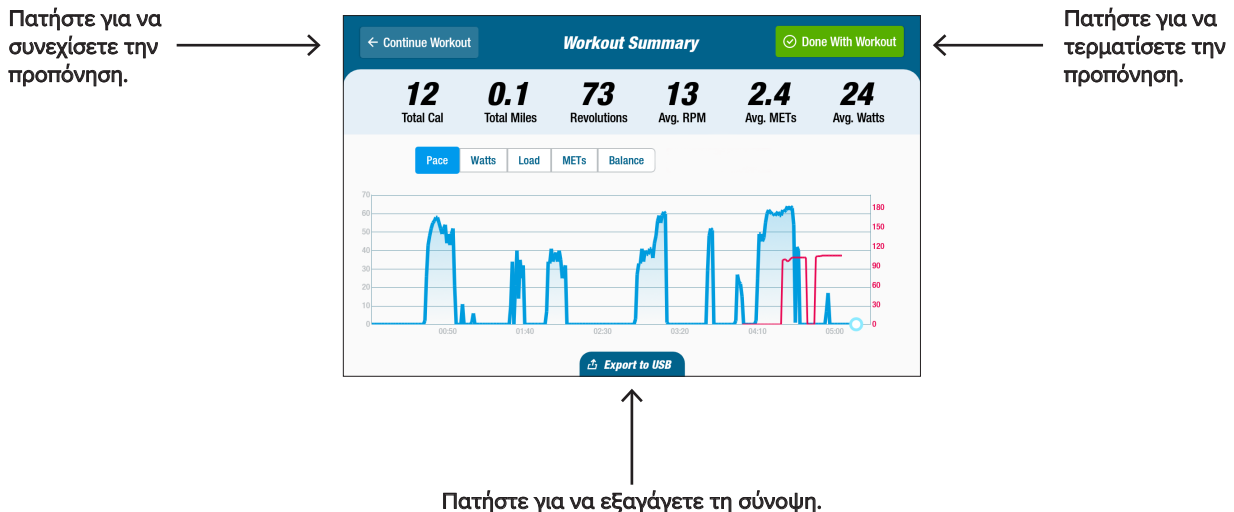 Πατήστε για να
συνεχίσετε την
προπόνηση.
Continue Workout
Workout Summary
Done With Workout
Πατήστε για να
τερματίσετε την
προπόνηση.
12 0.1 73 13 2.4 24
Total Cal Total Miles Revolutions Avg. RPM Avg. METs Avg. Watts
Pace Watts Load METs Balance
70
60
50
40
30
20
10
0
180
150
120
90
60
30
0
00:50 01:40 02:30 03:20 04:10 05:00
Export to USB
Πατήστε για να εξαγάγετε τη σύνοψη.